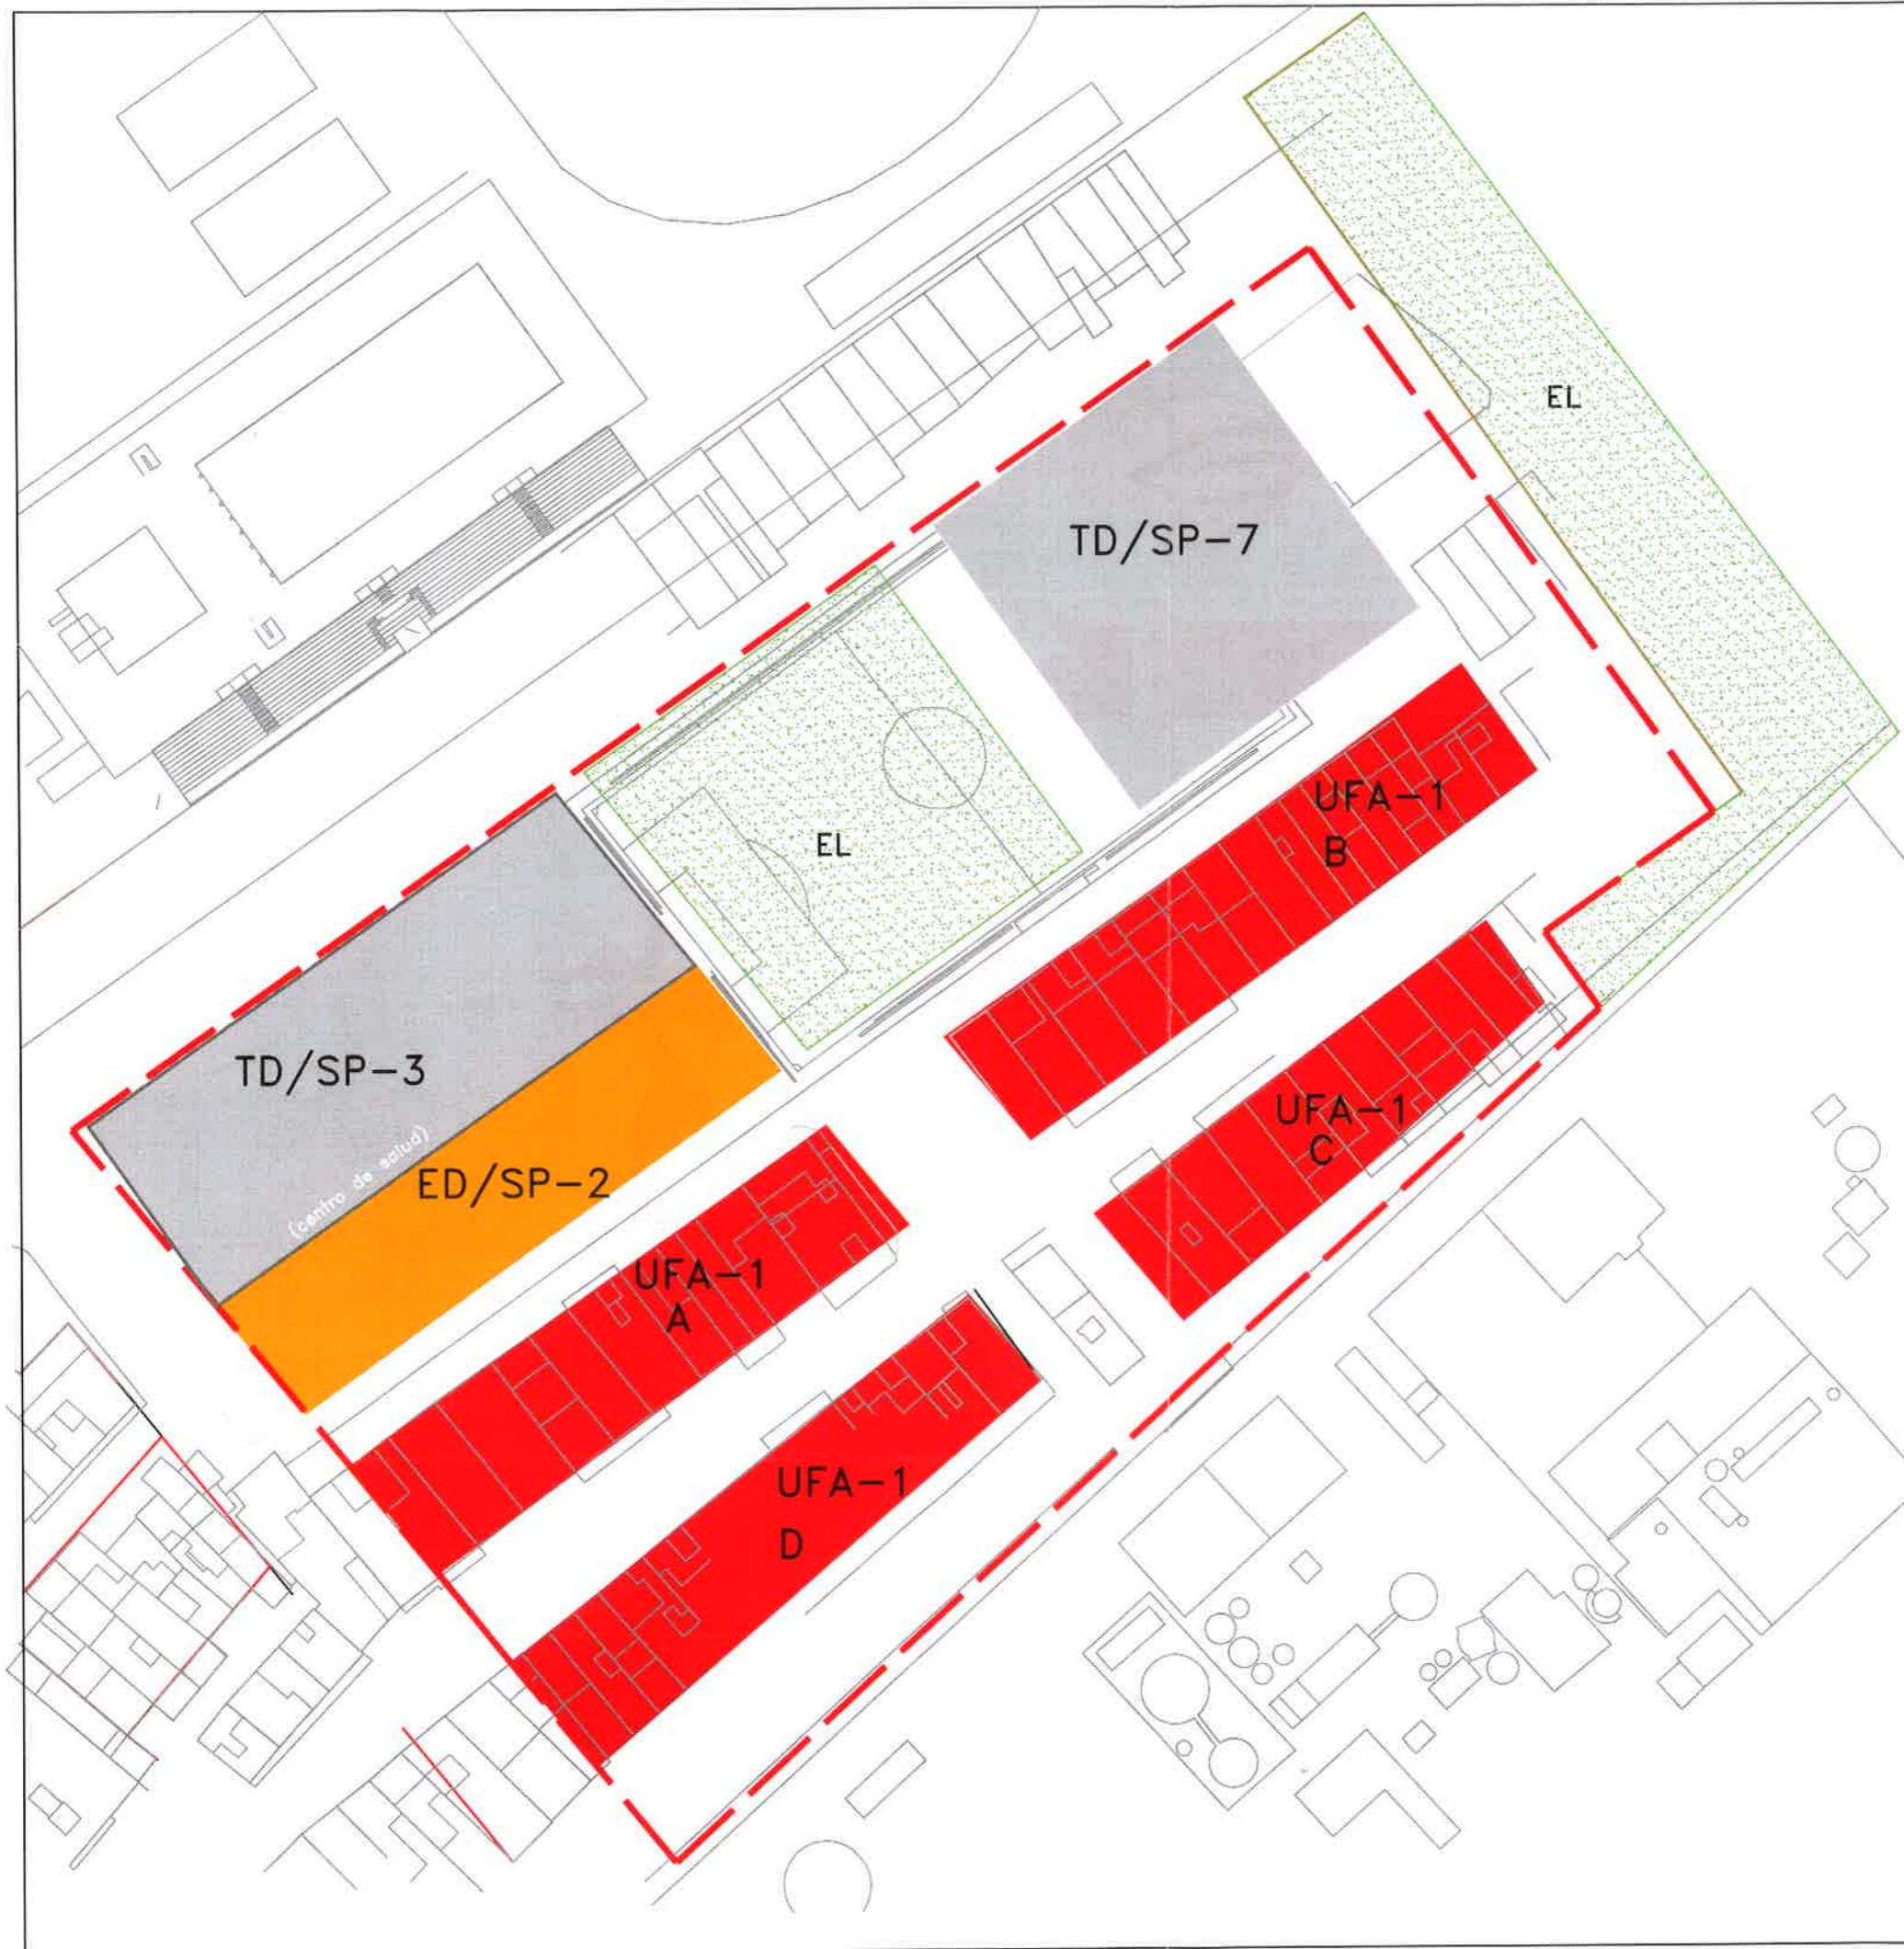 EL
TD/SP-7
UFA-1
B
EL
TD/SP-3
UFA-1
C
(centro de salud)
ED/SP-2
UFA-1
A
UFA-1
D